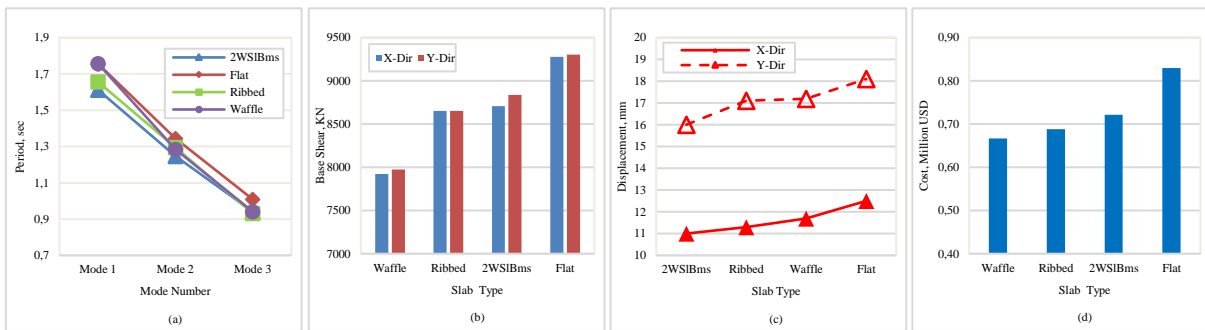 1,9
1,7
1,5
1,3
1,1
0,9
0,7
Period, sec
2WSlBms
Flat
Ribbed
Waffle
Mode 1 Mode 2 Mode 3
Mode Number
(a)
9500
9000
8500
8000
7500
7000
Base Shear ,KN
X-Dir Y-Dir
Waffle Ribbed 2WSlBms Flat
Slab Type
(b)
20
19
18
17
16
15
14
13
12
11
10
Displacement, mm
X-Dir
Y-Dir
2WSlBms Ribbed Waffle Flat
Slab Type
(c)
0,90
0,80
0,70
0,60
0,50
0,40
Cost, Million USD
Waffle Ribbed 2WSlBms Flat
Slab Type
(d)